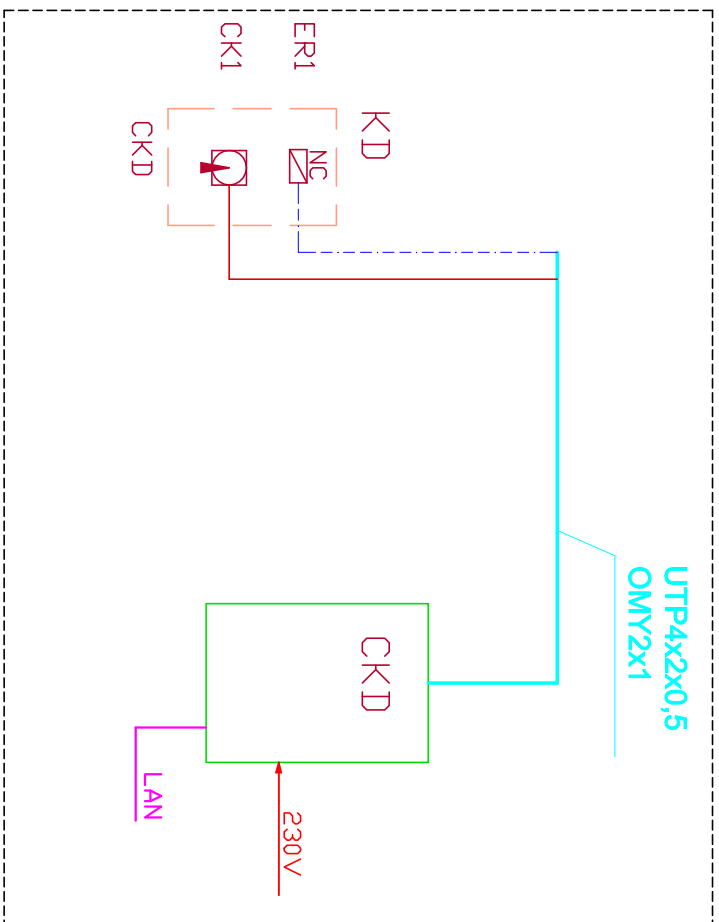 UTP4x2x0,5
OMY2x1
KD
ER1
NC
CK1
CKD
CKD
230V
LAN